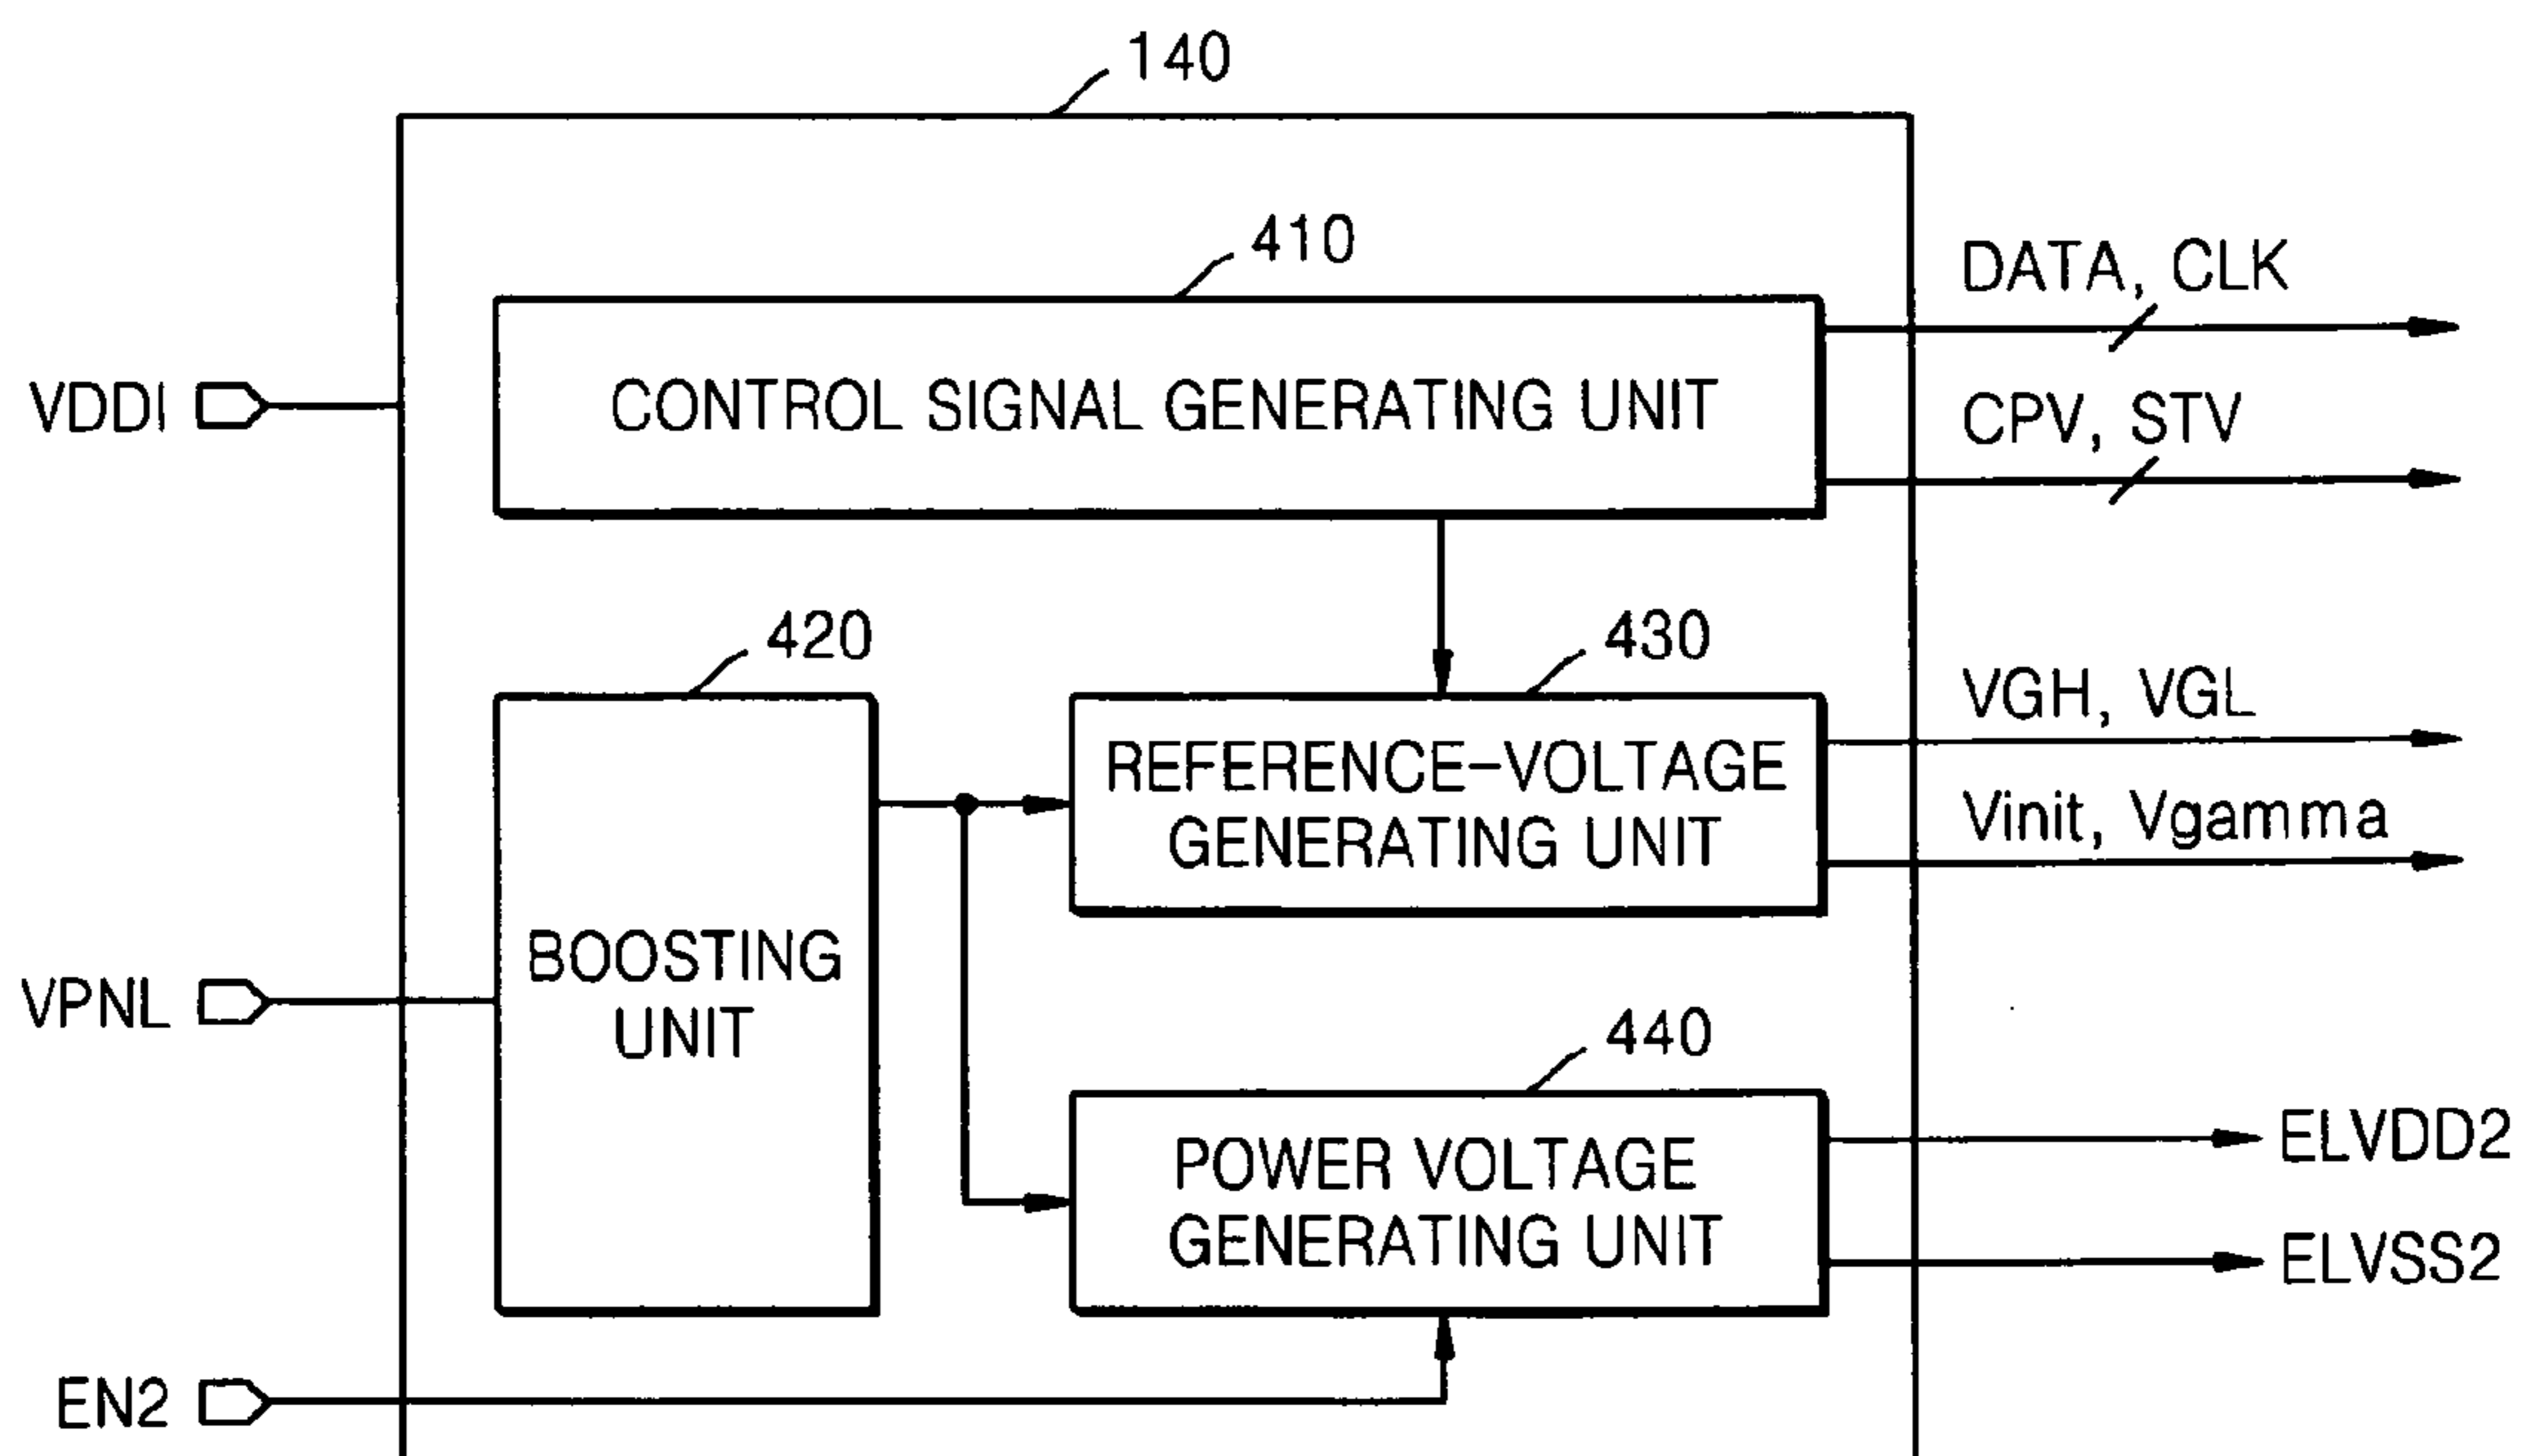 140
410
DATA, CLK
VDDI
CONTROL SIGNAL GENERATING UNIT
CPV, STV
420
430
VGH, VGL
REFERENCE-VOLTAGE
GENERATING UNIT
Vinit, Vgamma
BOOSTING
UNIT
VPNL
440
POWER VOLTAGE
GENERATING UNIT
ELVDD2
ELVSS2
EN2